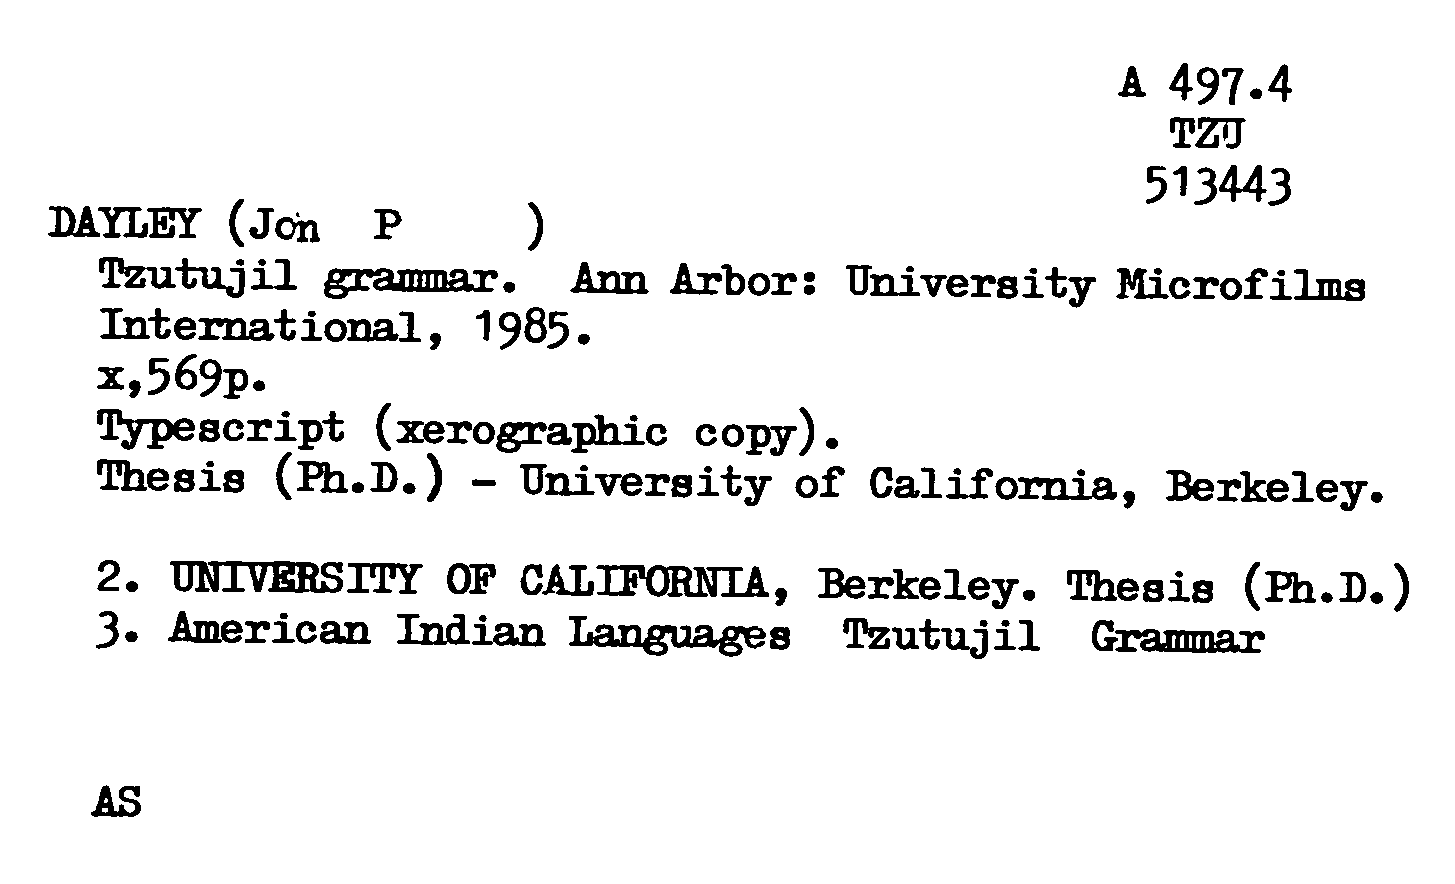 A 497.4
TZU
513443
DAYLEY (Jon P )
Tzutujil grammar. Ann Arbor: University Microfilms
International, 1985.
x,569p.
Typescript (xerographic copy).
Thesis (Ph.D.) - University of California, Berkeley.
2. UNIVERSITY OF CALIFORNIA, Berkeley. Thesis (Ph.D.)
3. American Indian Languages Tzutujil Grammar
AS